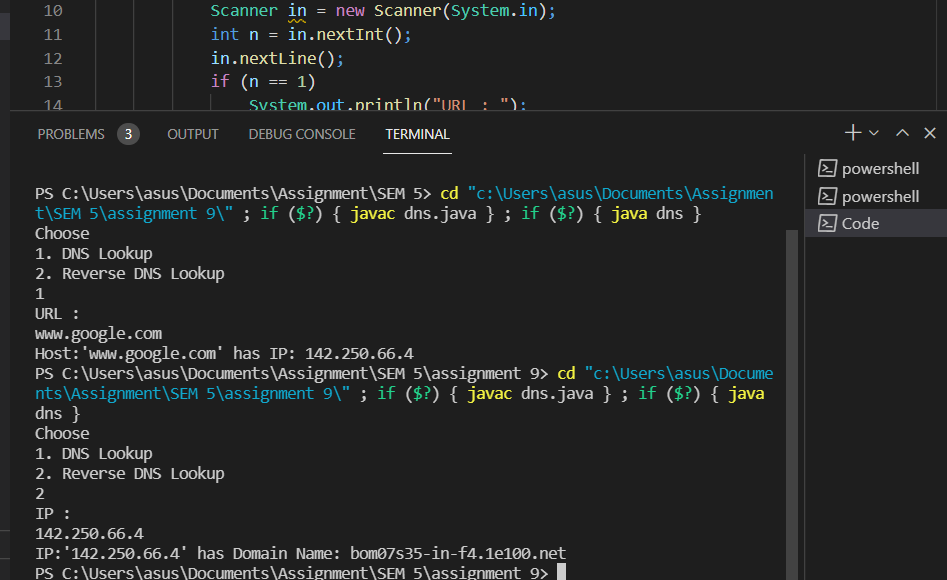 10 Scanner in = new Scanner(System.in);
11 int n = in.nextInt();
12 in.nextLine();
13 if (n == 1)
14 System.out.println("URL : ");
PROBLEMS 3 OUTPUT DEBUG CONSOLE TERMINAL
powershell
powershell
Code
PS C:\Users\asus\Documents\Assignment\SEM 5> cd "c:\Users\asus\Documents\Assignmen
t\SEM 5\assignment 9\" ; if ($?) { javac dns.java } ; if ($?) { java dns }
Choose
1. DNS Lookup
2. Reverse DNS Lookup
1
URL :
www.google.com
Host:'www.google.com' has IP: 142.250.66.4
PS C:\Users\asus\Documents\Assignment\SEM 5\assignment 9> cd "c:\Users\asus\Docume
nts\Assignment\SEM 5\assignment 9\" ; if ($?) { javac dns.java } ; if ($?) { java
dns }
Choose
1. DNS Lookup
2. Reverse DNS Lookup
2
IP :
142.250.66.4
IP:'142.250.66.4' has Domain Name: bom07s35-in-f4.1e100.net
PS C:\Users\asus\Documents\Assignment\SEM 5\assignment 9>